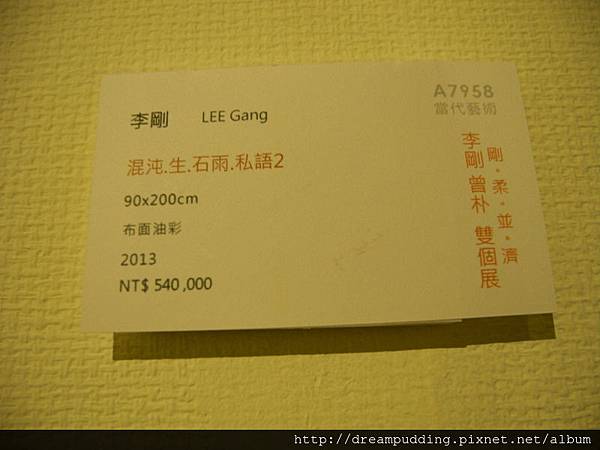 李剛 LEE Gang
混沌.生.石雨.私語2
90x200cm
布面油彩
2013
NT$ 540,000
A7958
當代藝術
剛·柔·並·濟
李剛 曾朴 雙個展
http://dreampudding.pixnet.net/album